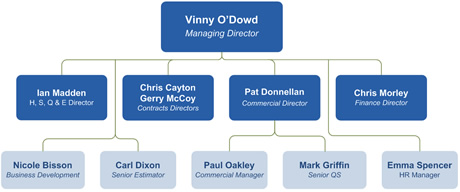 Vinny O'Dowd
Managing Director
Ian Madden
H, S, Q & E Director
Chris Cayton
Gerry McCoy
Contracts Directors
Pat Donnellan
Commercial Director
Chris Morley
Finance Director
Nicole Bisson
Business Development
Carl Dixon
Senior Estimator
Paul Oakley
Commercial Manager
Mark Griffin
Senior QS
Emma Spencer
HR Manager